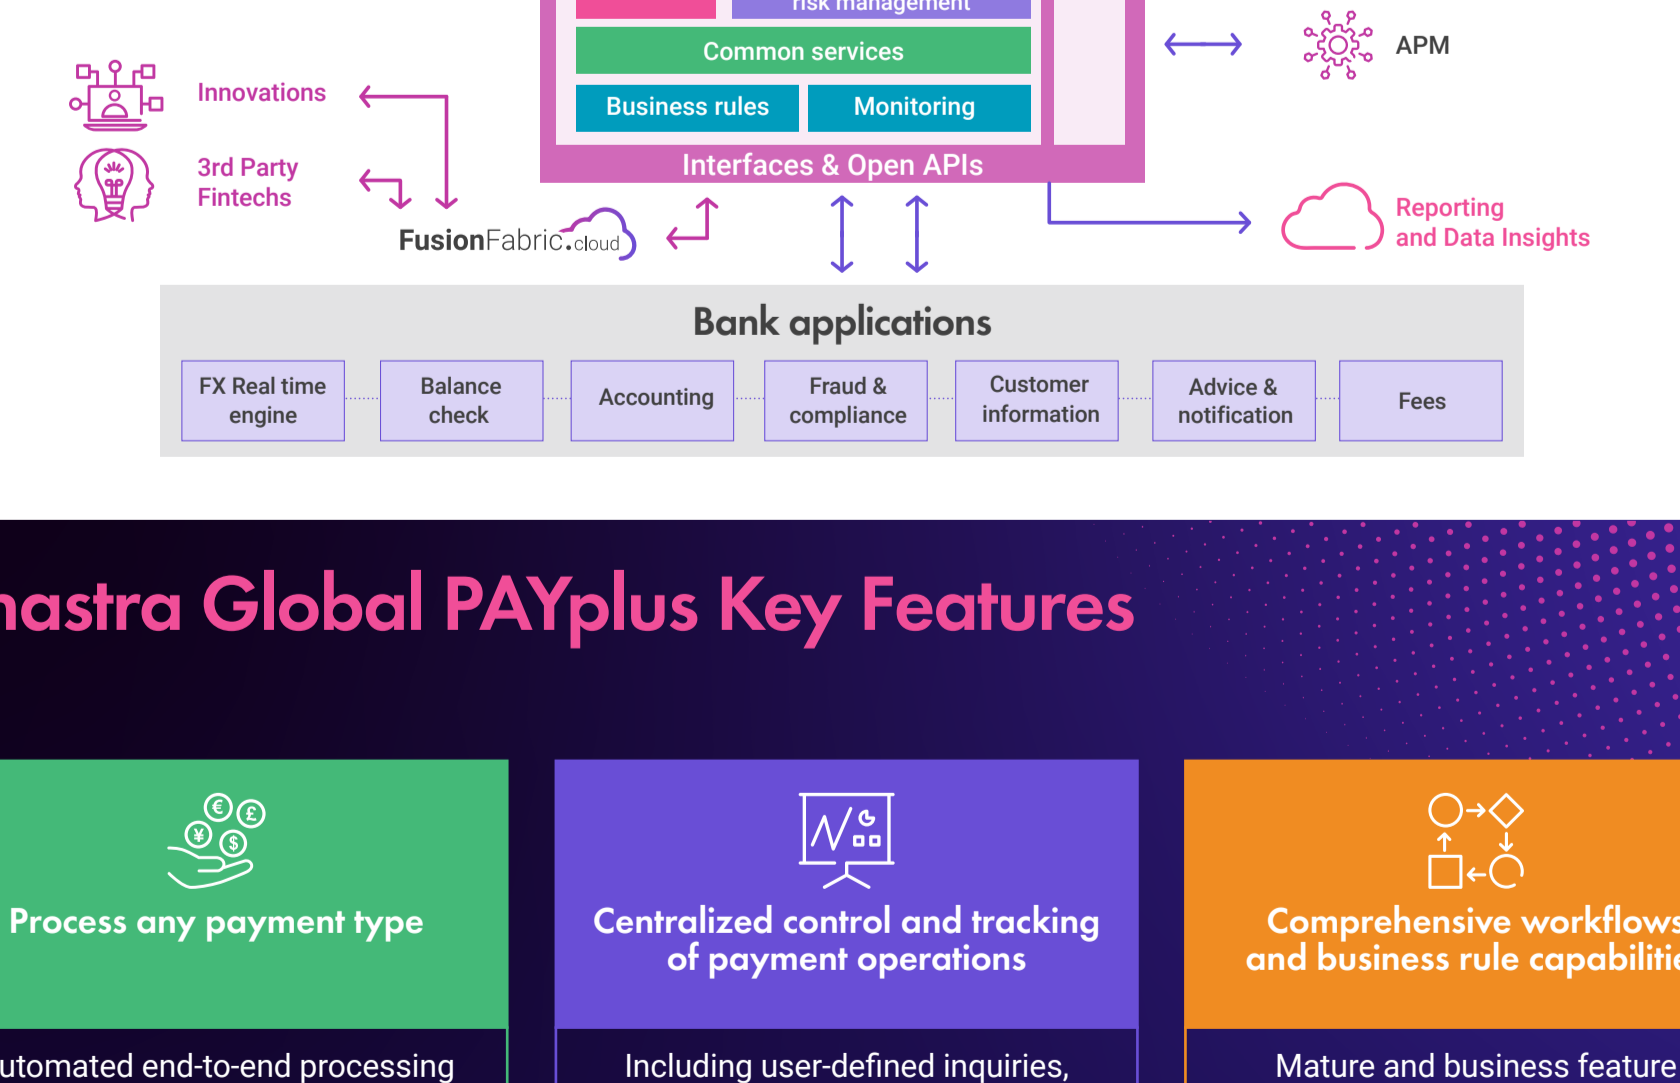 risk management
Common services
APM
Innovations
Business rules
Monitoring
3rd Party
Fintechs
Interfaces & Open APIs
Reporting
and Data Insights
FusionFabric.cloud
Bank applications
FX Real time
engine
Balance
check
Accounting
Fraud &
compliance
Customer
information
Advice &
notification
Fees
nastra Global PAYplus Key Features
€
£
¥
$
Process any payment type
Centralized control and tracking
of payment operations
Comprehensive workflows
and business rule capabilitie
utomated end-to-end processing
Including user-defined inquiries,
Mature and business feature